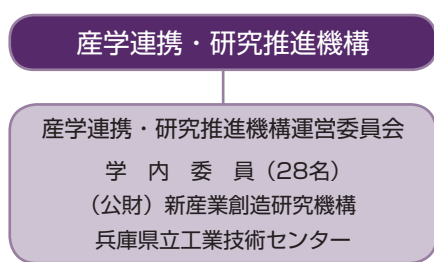 産学連携・研究推進機構
産学連携・研究推進機構運営委員会
学　内　委　員（28名）
（公財）新産業創造研究機構
兵庫県立工業技術センター